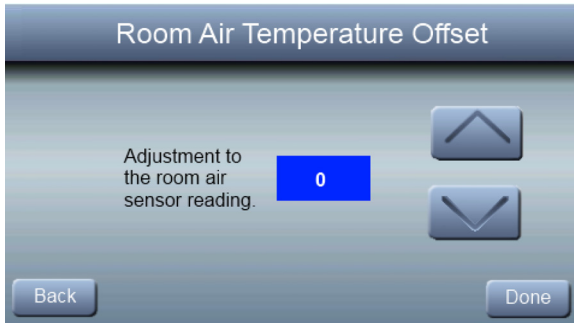 Room Air Temperature Offset
Adjustment to
the room air
sensor reading.
0
Back
Done